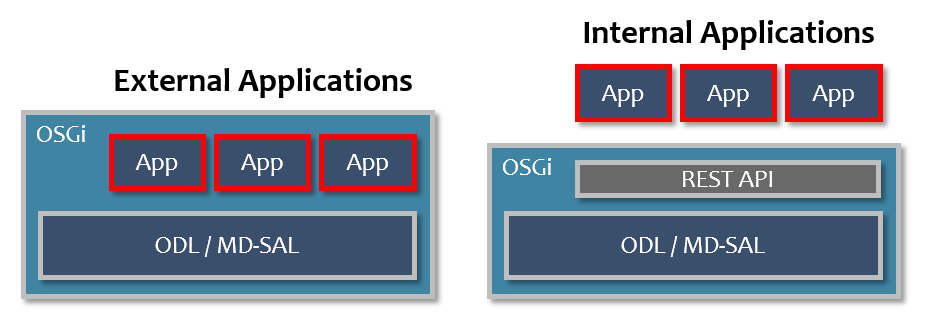 External Applications
OSGi
App App App
ODL / MD-SAL
Internal Applications
App App App
OSGi
REST API
ODL / MD-SAL